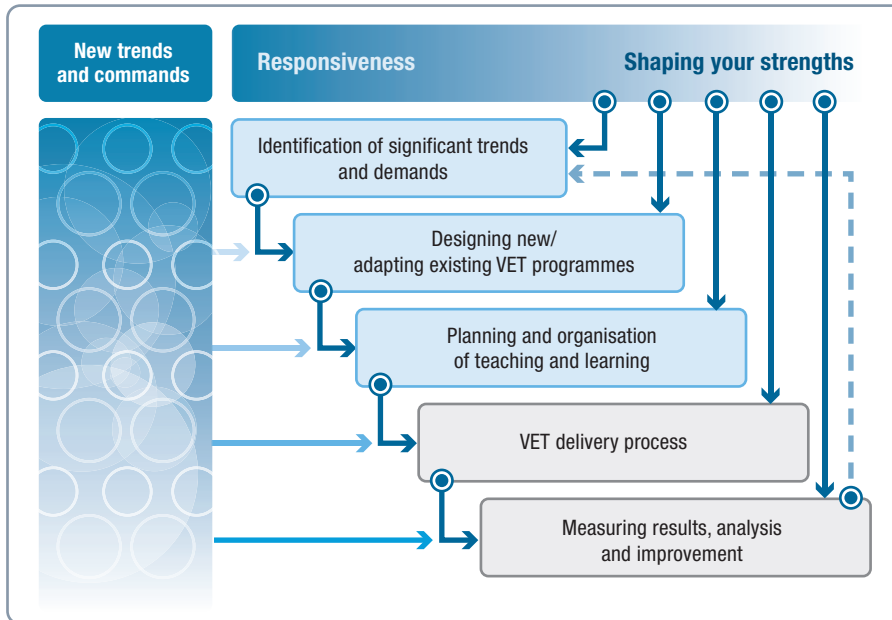 New trends
and commands
Responsiveness
Shaping your strengths
Identification of significant trends
and demands
Designing new/
adapting existing VET programmes
Planning and organisation
of teaching and learning
VET delivery process
Measuring results, analysis
and improvement